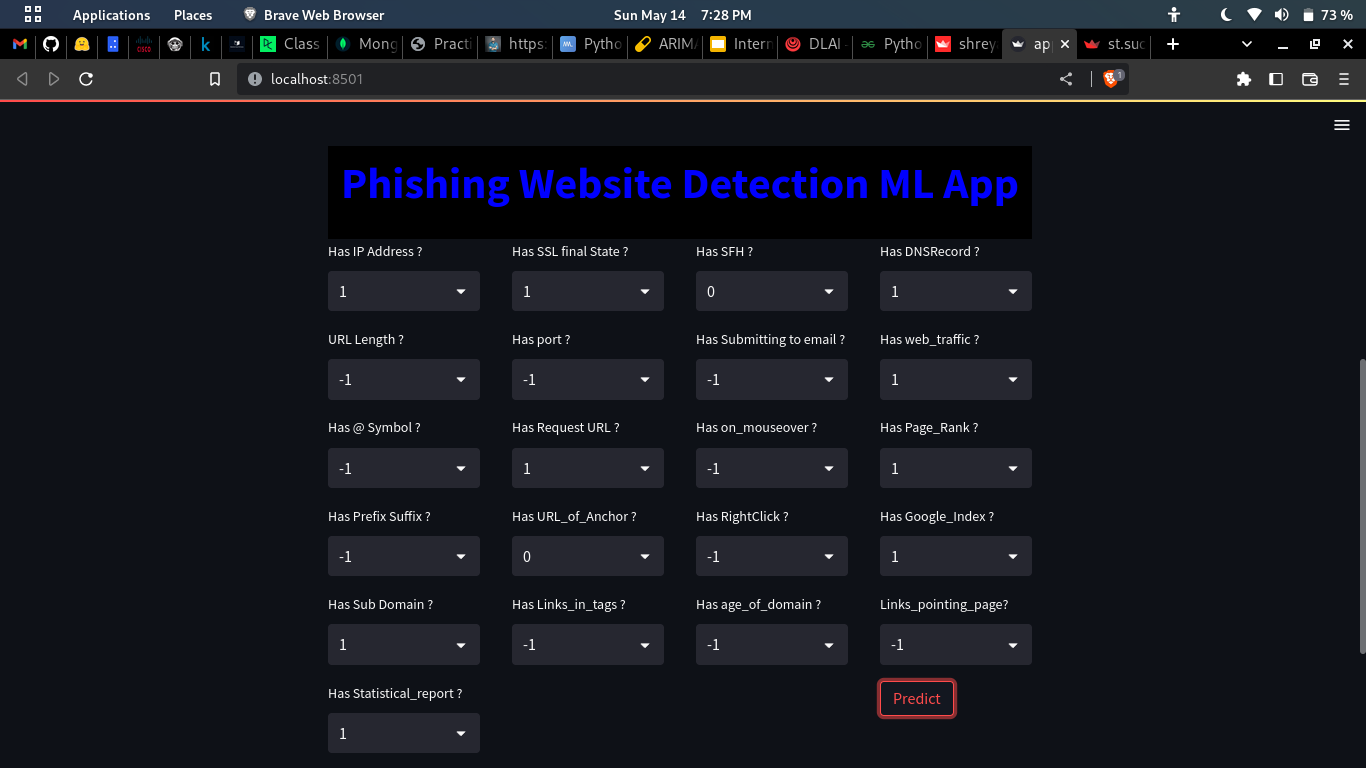 Applications Places Brave Web Browser Sun May 14 7:28 PM 73 %
CISCO k Class Mong Practi https: Pytho ARIMA Intern DLAI Pytho shrey ap st.suc
localhost:8501 1
Phishing Website Detection ML App
Has IP Address ? Has SSL final State ? Has SFH ? Has DNSRecord ?
1 1 0 1
URL Length ? Has port ? Has Submitting to email ? Has web_traffic ?
-1 -1 -1 1
Has @ Symbol ? Has Request URL ? Has on_mouseover ? Has Page_Rank ?
-1 1 -1 1
Has Prefix Suffix ? Has URL_of_Anchor ? Has RightClick ? Has Google_Index ?
-1 0 -1 1
Has Sub Domain ? Has Links_in_tags ? Has age_of_domain ? Links_pointing_page?
1 -1 -1 -1
Has Statistical_report ? Predict
1